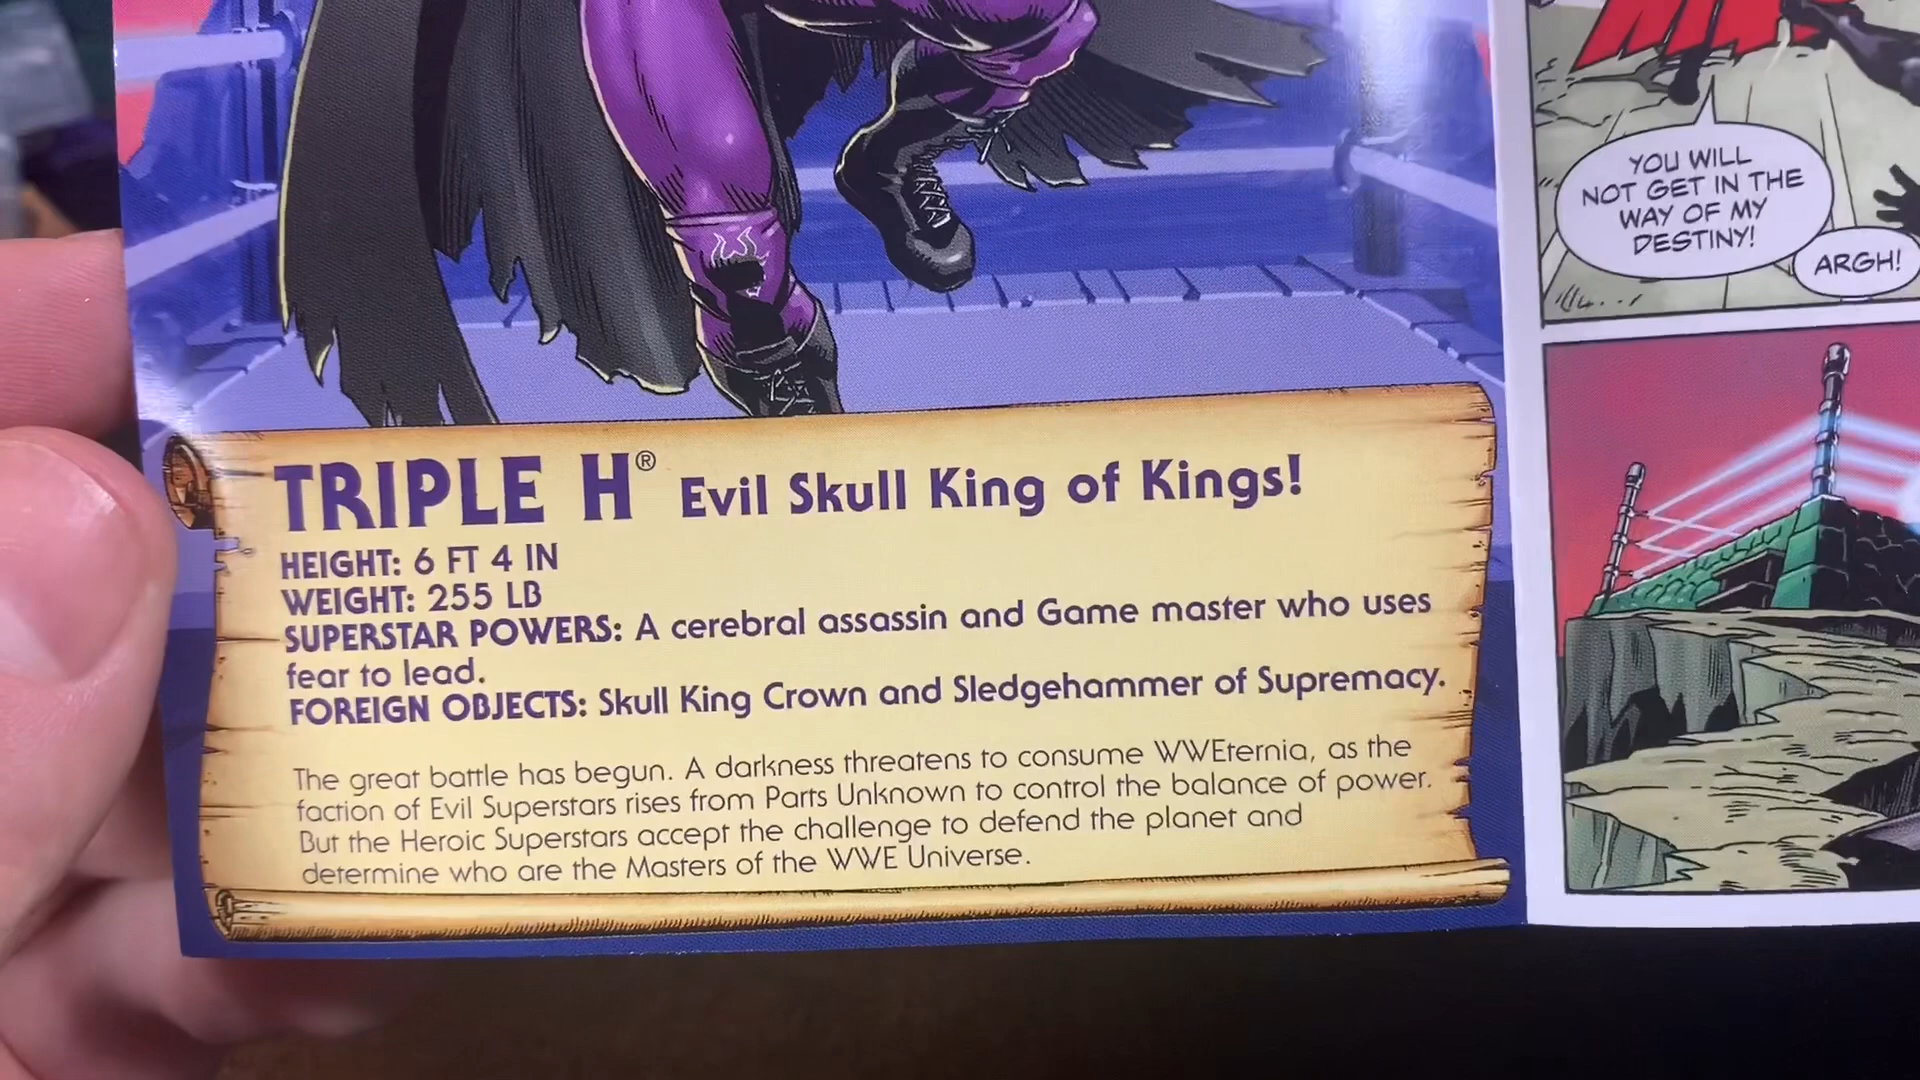 TRIPLE H® Evil Skull King of Kings!
HEIGHT: 6 FT 4 IN
WEIGHT: 255 LB
SUPERSTAR POWERS: A cerebral assassin and Game master who uses
fear to lead.
FOREIGN OBJECTS: Skull King Crown and Sledgehammer of Supremacy.
The great battle has begun. A darkness threatens to consume WWEternia, as the
faction of Evil Superstars rises from Parts Unknown to control the balance of power.
But the Heroic Superstars accept the challenge to defend the planet and
determine who are the Masters of the WWE Universe.
YOU WILL
NOT GET IN THE
WAY OF MY
DESTINY!
ARGH!